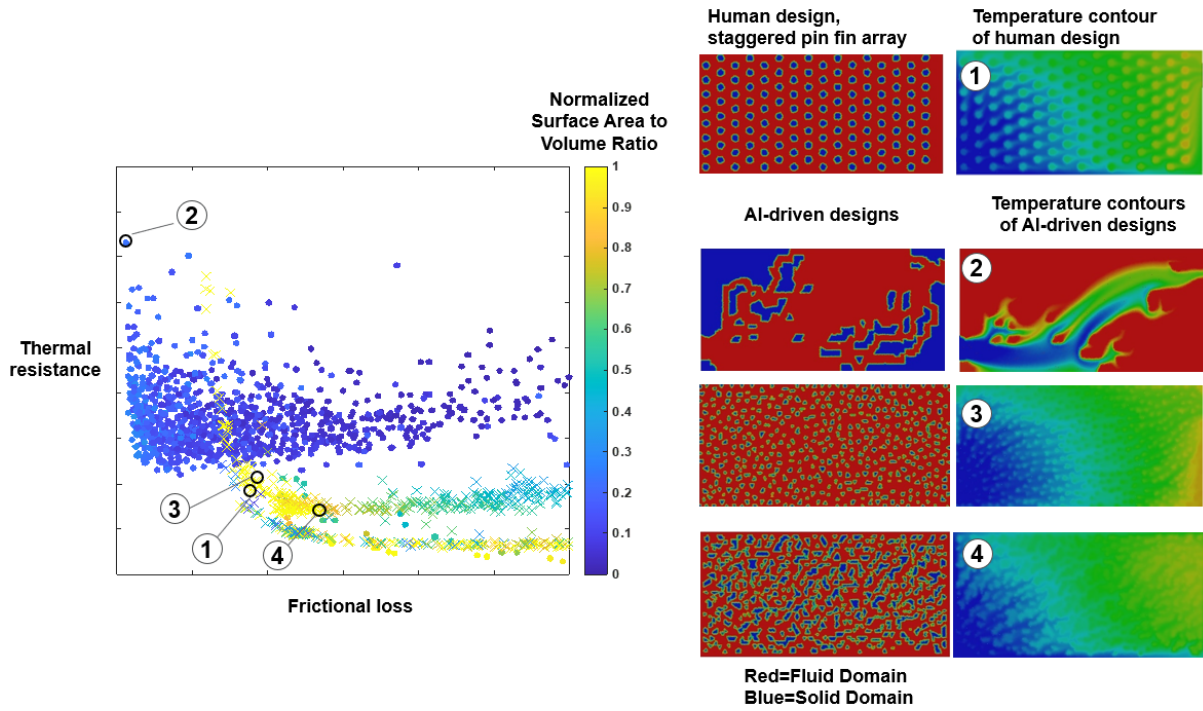 Human design,
staggered pin fin array
Temperature contour
of human design
1
Normalized
Surface Area to
Volume Ratio
1
0.9
0.8
0.7
0.6
0.5
0.4
0.3
0.2
0.1
0
2
3
1
4
Thermal
resistance
Frictional loss
AI-driven designs
Temperature contours
of AI-driven designs
2
3
4
Red=Fluid Domain
Blue=Solid Domain